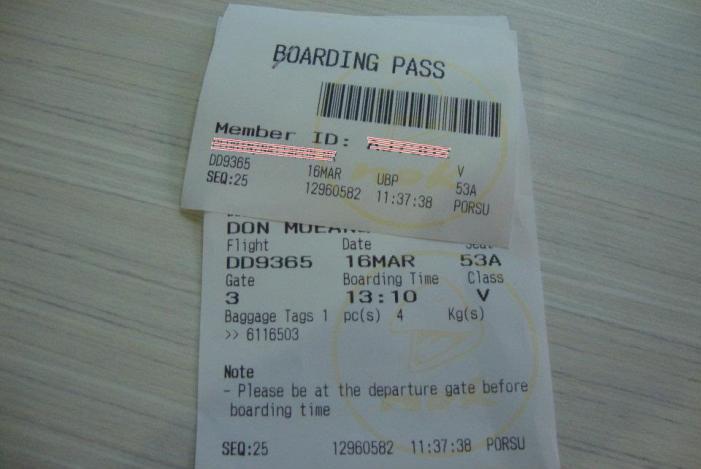 BOARDING PASS
Member ID:
DD9365 16MAR UBP V
SEQ:25 12960582 11:37:38 53A
PORSU
DON
Flight Date Seat
DD9365 16MAR 53A
Gate Boarding Time Class
3 13:10 V
Baggage Tags 1 pc(s) 4 Kg(s)
>> 6116503
Note
- Please be at the departure gate before
boarding time
SEQ:25 12960582 11:37:38 PORSU